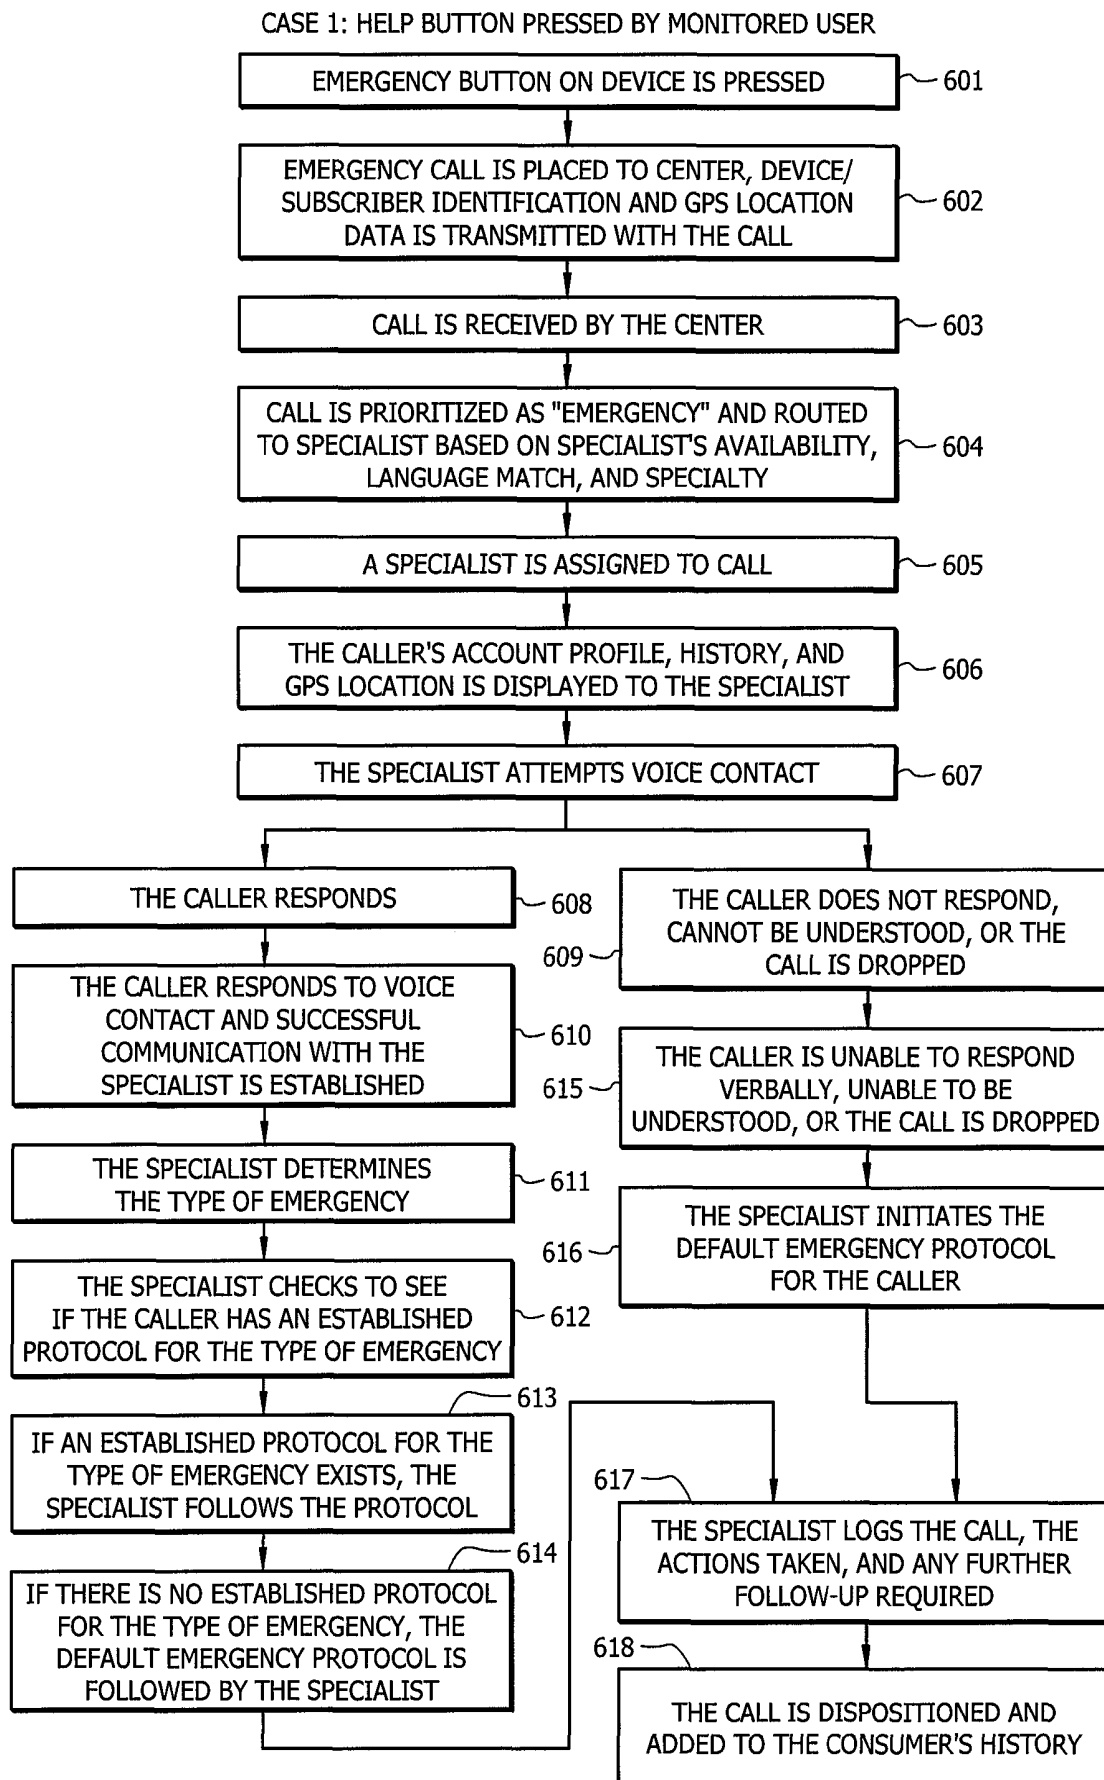 CASE 1: HELP BUTTON PRESSED BY MONITORED USER
EMERGENCY BUTTON ON DEVICE IS PRESSED
601
EMERGENCY CALL IS PLACED TO CENTER, DEVICE/
SUBSCRIBER IDENTIFICATION AND GPS LOCATION
DATA IS TRANSMITTED WITH THE CALL
602
CALL IS RECEIVED BY THE CENTER
603
CALL IS PRIORITIZED AS "EMERGENCY" AND ROUTED
TO SPECIALIST BASED ON SPECIALIST'S AVAILABILITY,
LANGUAGE MATCH, AND SPECIALTY
604
A SPECIALIST IS ASSIGNED TO CALL
605
THE CALLER'S ACCOUNT PROFILE, HISTORY, AND
GPS LOCATION IS DISPLAYED TO THE SPECIALIST
606
THE SPECIALIST ATTEMPTS VOICE CONTACT
607
THE CALLER RESPONDS
608
THE CALLER RESPONDS TO VOICE
CONTACT AND SUCCESSFUL
COMMUNICATION WITH THE
SPECIALIST IS ESTABLISHED
610
THE SPECIALIST DETERMINES
THE TYPE OF EMERGENCY
611
THE SPECIALIST CHECKS TO SEE
IF THE CALLER HAS AN ESTABLISHED
PROTOCOL FOR THE TYPE OF EMERGENCY
612
613
IF AN ESTABLISHED PROTOCOL FOR THE
TYPE OF EMERGENCY EXISTS, THE
SPECIALIST FOLLOWS THE PROTOCOL
614
IF THERE IS NO ESTABLISHED PROTOCOL
FOR THE TYPE OF EMERGENCY, THE
DEFAULT EMERGENCY PROTOCOL IS
FOLLOWED BY THE SPECIALIST
THE CALLER DOES NOT RESPOND,
CANNOT BE UNDERSTOOD, OR THE
CALL IS DROPPED
609
THE CALLER IS UNABLE TO RESPOND
VERBALLY, UNABLE TO BE
UNDERSTOOD, OR THE CALL IS DROPPED
615
THE SPECIALIST INITIATES THE
DEFAULT EMERGENCY PROTOCOL
FOR THE CALLER
616
617
THE SPECIALIST LOGS THE CALL, THE
ACTIONS TAKEN, AND ANY FURTHER
FOLLOW-UP REQUIRED
618
THE CALL IS DISPOSITIONED AND
ADDED TO THE CONSUMER'S HISTORY